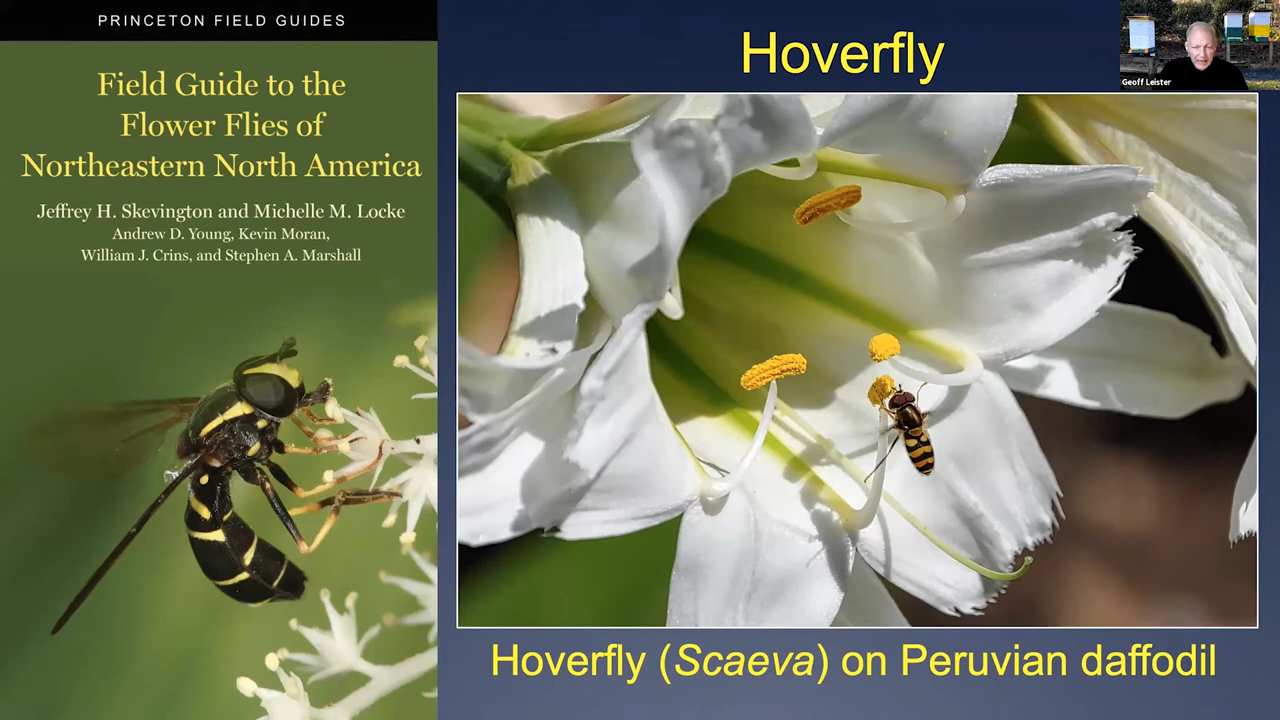 PRINCETON FIELD GUIDES
Field Guide to the
Flower Flies of
Northeastern North America
Jeffrey H. Skevington and Michelle M. Locke
Andrew D. Young, Kevin Moran,
William J. Crins, and Stephen A. Marshall
Hoverfly
Geoff Leister
Hoverfly (Scaeva) on Peruvian daffodil